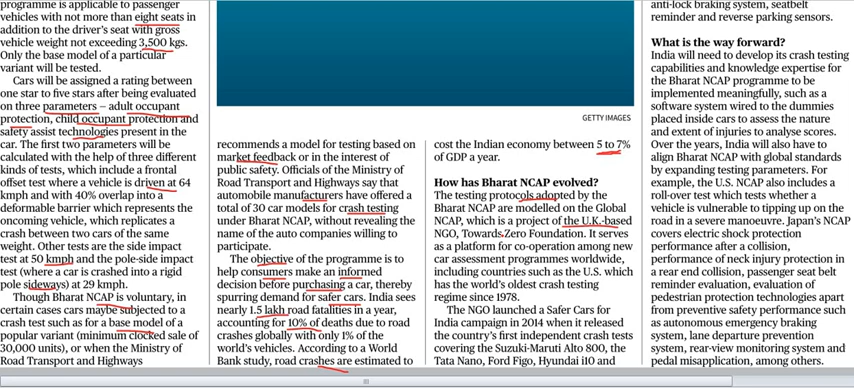 programme is applicable to passenger
vehicles with not more than eight seats in
addition to the driver's seat with gross
vehicle weight not exceeding 3,500 kgs.
Only the base model of a particular
variant will be tested.
Cars will be assigned a rating between
one star to five stars after being evaluated
on three parameters – adult occupant
protection, child occupant protection and
safety assist technologies present in the
car. The first two parameters will be
calculated with the help of three different
kinds of tests, which include a frontal
offset test where a vehicle is driven at 64
kmph and with 40% overlap into a
deformable barrier which represents the
oncoming vehicle, which replicates a
crash between two cars of the same
weight. Other tests are the side impact
test at 50 kmph and the pole-side impact
test (where a car is crashed into a rigid
pole sideways) at 29 kmph.
Though Bharat NCAP is voluntary, in
certain cases cars maybe subjected to a
crash test such as for a base model of a
popular variant (minimum clocked sale of
30,000 units), or when the Ministry of
Road Transport and Highways
GETTY IMAGES
recommends a model for testing based on
market feedback or in the interest of
public safety. Officials of the Ministry of
Road Transport and Highways say that
automobile manufacturers have offered a
total of 30 car models for crash testing
under Bharat NCAP, without revealing the
name of the auto companies willing to
participate.
The objective of the programme is to
help consumers make an informed
decision before purchasing a car, thereby
spurring demand for safer cars. India sees
nearly 1.5 lakh road fatalities in a year,
accounting for 10% of deaths due to road
crashes globally with only 1% of the
world's vehicles. According to a World
Bank study, road crashes are estimated to
cost the Indian economy between 5 to 7%
of GDP a year.
How has Bharat NCAP evolved?
The testing protocols adopted by the
Bharat NCAP are modelled on the Global
NCAP, which is a project of the U.K.-based
NGO, Towards Zero Foundation. It serves
as a platform for co-operation among new
car assessment programmes worldwide,
including countries such as the U.S. which
has the world's oldest crash testing
regime since 1978.
The NGO launched a Safer Cars for
India campaign in 2014 when it released
the country's first independent crash tests
covering the Suzuki-Maruti Alto 800, the
Tata Nano, Ford Figo, Hyundai i10 and
anti-lock braking system, seatbelt
reminder and reverse parking sensors.
What is the way forward?
India will need to develop its crash testing
capabilities and knowledge expertise for
the Bharat NCAP programme to be
implemented meaningfully, such as a
software system wired to the dummies
placed inside cars to assess the nature
and extent of injuries to analyse scores.
Over the years, India will also have to
align Bharat NCAP with global standards
by expanding testing parameters. For
example, the U.S. NCAP also includes a
roll-over test which tests whether a
vehicle is vulnerable to tipping up on the
road in a severe manoeuvre. Japan's NCAP
covers electric shock protection
performance after a collision,
performance of neck injury protection in
a rear end collision, passenger seat belt
reminder evaluation, evaluation of
pedestrian protection technologies apart
from preventive safety performance such
as autonomous emergency braking
system, lane departure prevention
system, rear-view monitoring system and
pedal misapplication, among others.